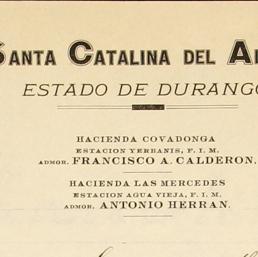 SANTA CATALINA DEL
ESTADO DE DURANGO
HACIENDA COVADONGA
ESTACION YERBANIS, F. I. M.
ADMOR. FRANCISCO A. CALDERON.
HACIENDA LAS MERCEDES
ESTACION AGUA VIEJA, F. I. M.
ADMOR. ANTONIO HERRAN.